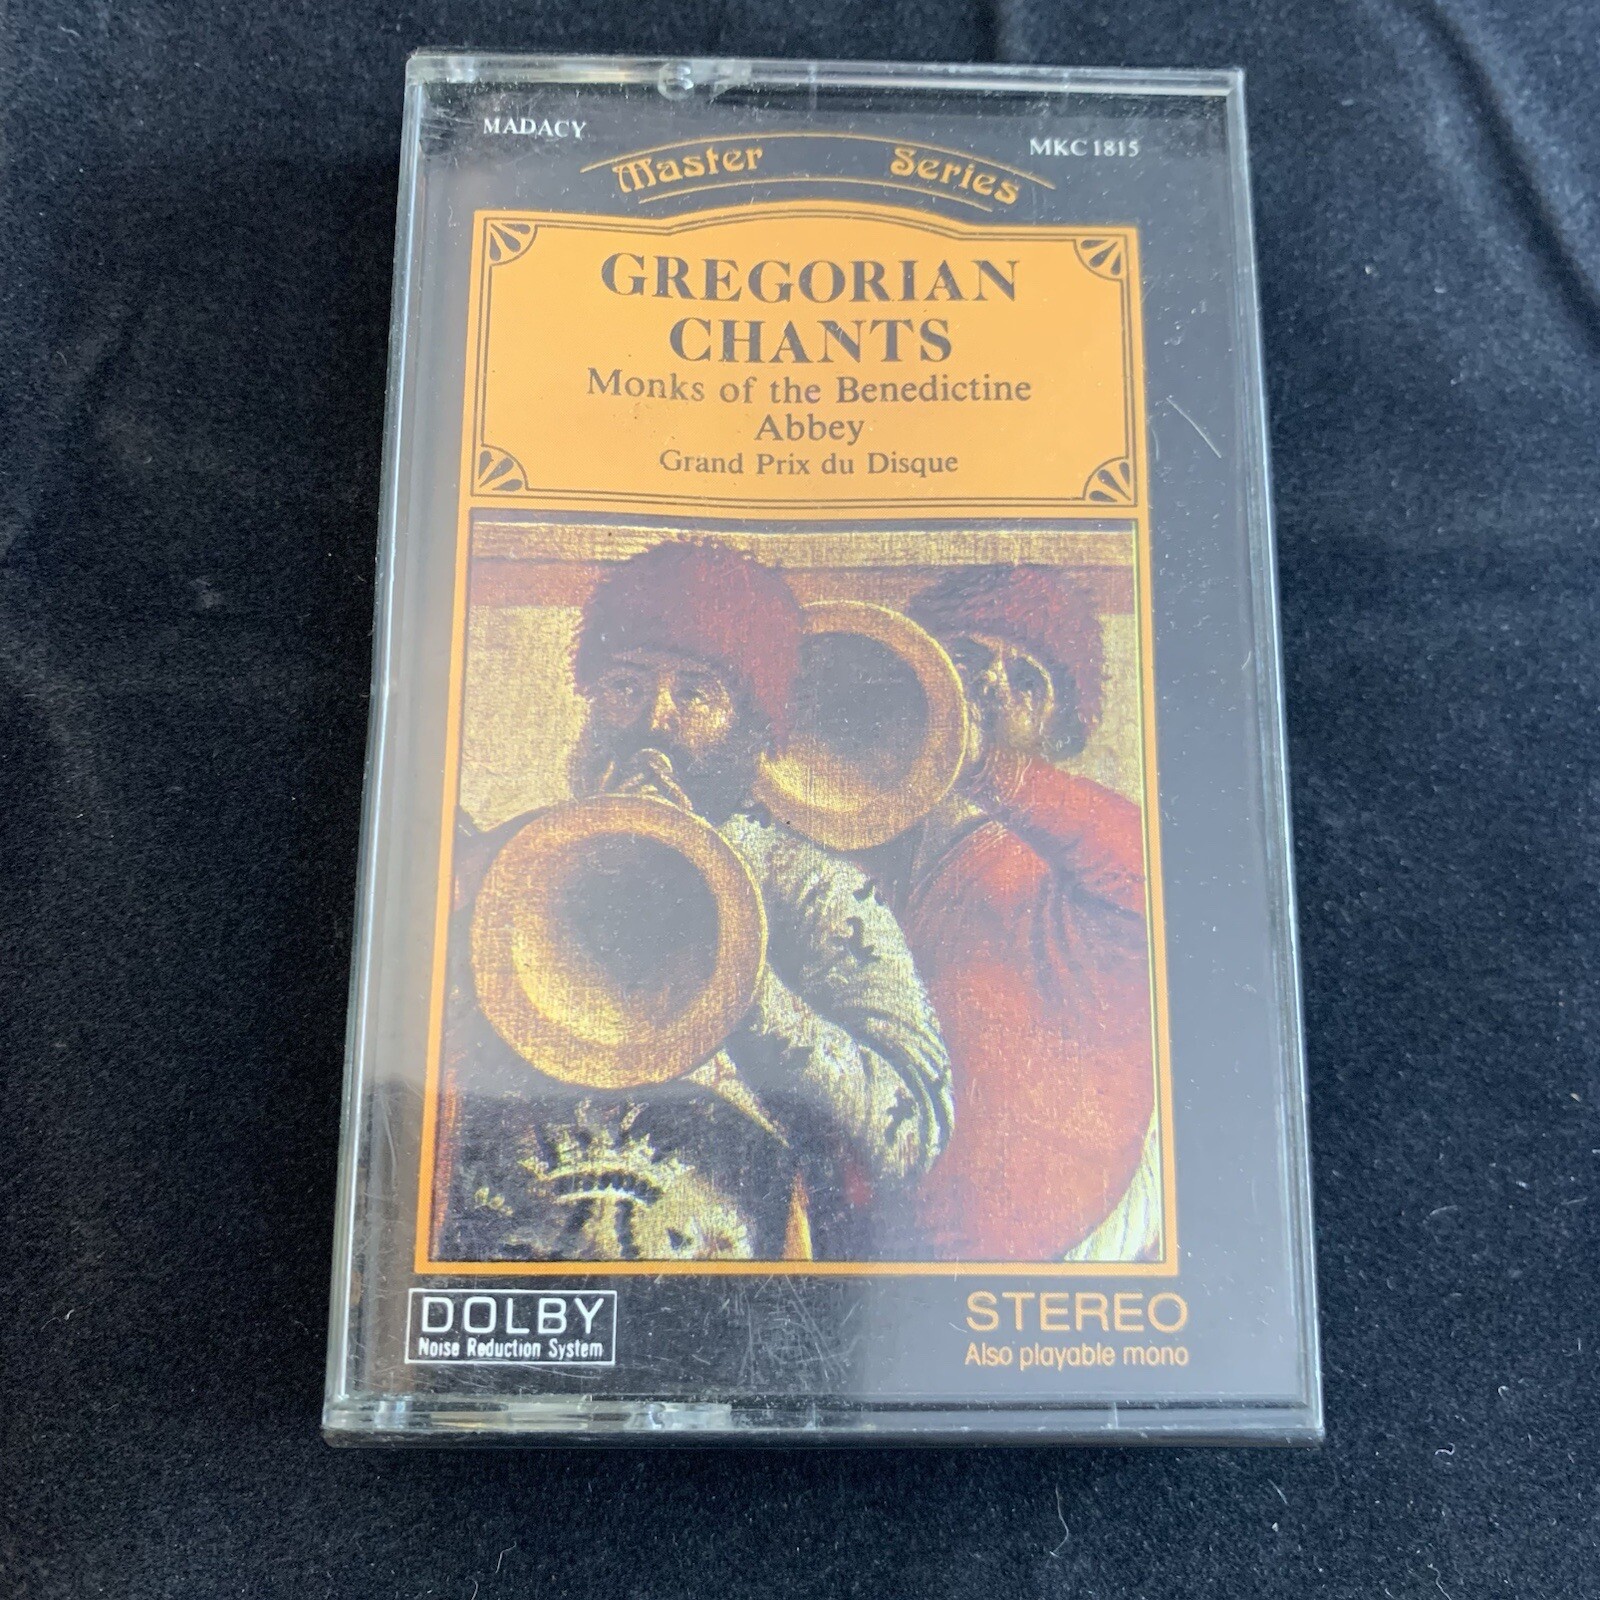 MADACY
MKC 1815
Master Series
GREGORIAN
CHANTS
Monks of the Benedictine
Abbey
Grand Prix du Disque
DOLBY
Noise Reduction System
STEREO
Also playable mono